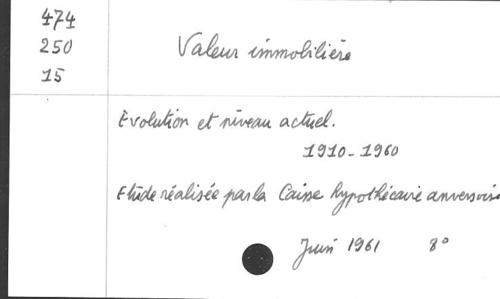 474
250
15
Valeur immobilière
Evolution et niveau actuel.
1910-1960
Etude réalisée par la Caisse hypothécaire anversoise
Juin 1961 8°